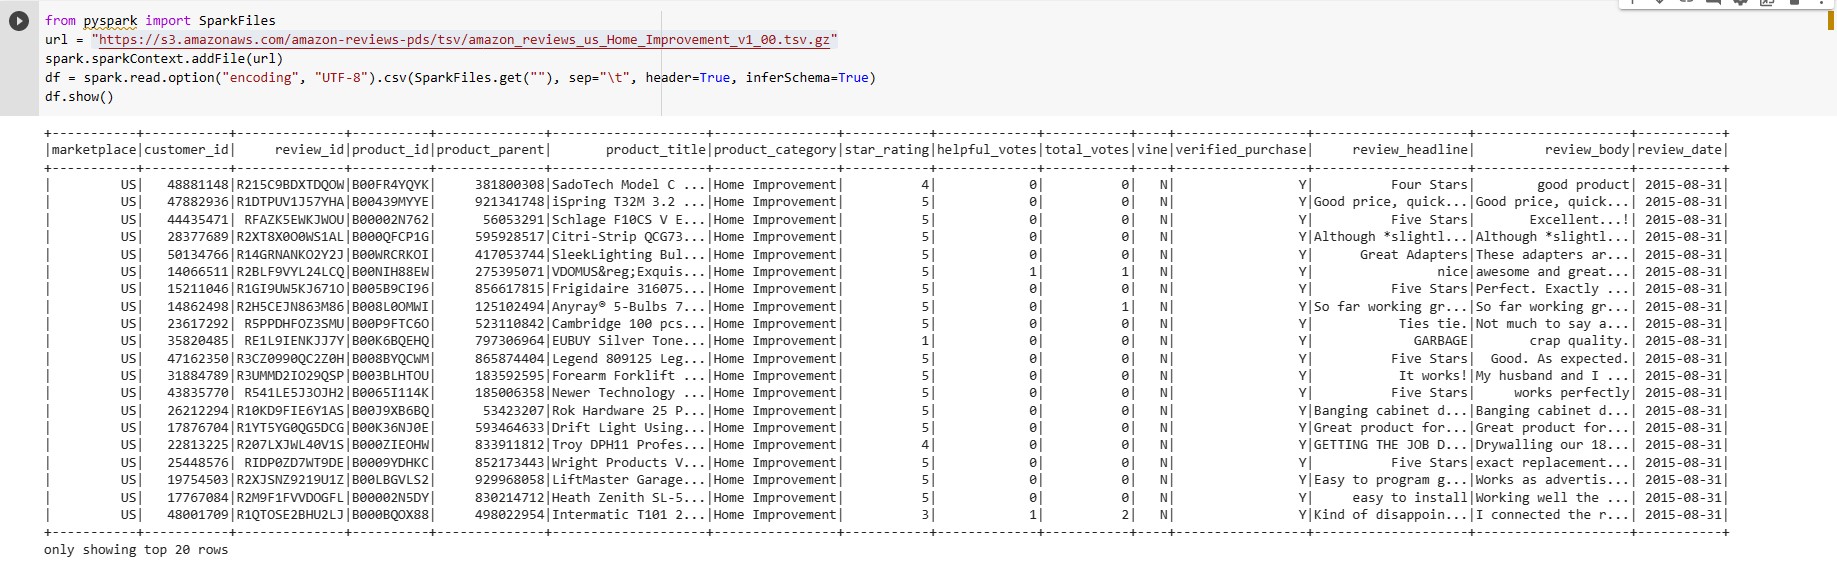 from pyspark import SparkFiles
url = "https://s3.amazonaws.com/amazon-reviews-pds/tsv/amazon_reviews_us_Home_Improvement_v1_00.tsv.gz"
spark.sparkContext.addFile(url)
df = spark.read.option("encoding", "UTF-8").csv(SparkFiles.get(""), sep="\t", header=True, inferSchema=True)
df.show()
+-----------+-----------+--------------+----------+--------------+--------------------+----------------+-----------+-------------+-----------+----+-----------------+--------------------+--------------------+-----------+
|marketplace|customer_id|     review_id|product_id|product_parent|       product_title|product_category|star_rating|helpful_votes|total_votes|vine|verified_purchase|     review_headline|         review_body|review_date|
+-----------+-----------+--------------+----------+--------------+--------------------+----------------+-----------+-------------+-----------+----+-----------------+--------------------+--------------------+-----------+
|         US|   48881148|R215C9BDXTDQOW|B00FR4YQYK|     381800308|SadoTech Model C ...|Home Improvement|          4|            0|          0|   N|                Y|          Four Stars|        good product| 2015-08-31|
|         US|   47882936|R1DTPUV1J57YHA|B00439MYYE|     921341748|iSpring T32M 3.2 ...|Home Improvement|          5|            0|          0|   N|                Y|Good price, quick...|Good price, quick...| 2015-08-31|
|         US|   44435471| RFAZK5EWKJWOU|B00002N762|      56053291|Schlage F10CS V E...|Home Improvement|          5|            0|          0|   N|                Y|          Five Stars|       Excellent...!| 2015-08-31|
|         US|   28377689|R2XT8X0O0WS1AL|B000QFCP1G|     595928517|Citri-Strip QCG73...|Home Improvement|          5|            0|          0|   N|                Y|Although *slightl...|Although *slightl...| 2015-08-31|
|         US|   50134766|R14GRNANKO2Y2J|B00WRCRKOI|     417053744|SleekLighting Bul...|Home Improvement|          5|            0|          0|   N|                Y|      Great Adapters|These adapters ar...| 2015-08-31|
|         US|   14066511|R2BLF9VYL24LCQ|B00NIH88EW|     275395071|VDOMUS&reg;Exquis...|Home Improvement|          5|            1|          1|   N|                Y|                nice|awesome and great...| 2015-08-31|
|         US|   15211046|R1GI9UW5KJ671O|B005B9CI96|     856617815|Frigidaire 316075...|Home Improvement|          5|            0|          0|   N|                Y|          Five Stars|Perfect. Exactly ...| 2015-08-31|
|         US|   14862498|R2H5CEJN863M86|B008L0OMWI|     125102494|Anyray® 5-Bulbs 7...|Home Improvement|          5|            0|          1|   N|                Y|So far working gr...|So far working gr...| 2015-08-31|
|         US|   23617292| R5PPDHFOZ3SMU|B00P9FTC6O|     523110842|Cambridge 100 pcs...|Home Improvement|          5|            0|          0|   N|                Y|           Ties tie.|Not much to say a...| 2015-08-31|
|         US|   35820485| RE1L9IENKJJ7Y|B00K6BQEHQ|     797306964|EUBUY Silver Tone...|Home Improvement|          1|            0|          0|   N|                Y|             GARBAGE|       crap quality.| 2015-08-31|
|         US|   47162350|R3CZ0990QC2Z0H|B008BYQCWM|     865874404|Legend 809125 Leg...|Home Improvement|          5|            0|          0|   N|                Y|          Five Stars|  Good. As expected.| 2015-08-31|
|         US|   31884789|R3UMMD2IO29QSP|B003BLHTOU|     183592595|Forearm Forklift ...|Home Improvement|          5|            0|          0|   N|                Y|           It works!|My husband and I ...| 2015-08-31|
|         US|   43835770| R541LE5J3OJH2|B0065I114K|     185006358|Newer Technology ...|Home Improvement|          5|            0|          0|   N|                Y|          Five Stars|     works perfectly| 2015-08-31|
|         US|   26212294|R10KD9FIE6Y1AS|B00J9XB6BQ|      53423207|Rok Hardware 25 P...|Home Improvement|          5|            0|          0|   N|                Y|Banging cabinet d...|Banging cabinet d...| 2015-08-31|
|         US|   17876704|R1YT5YG0QG5DCG|B00K36NJ0E|     593464633|Drift Light Using...|Home Improvement|          5|            0|          0|   N|                Y|Great product for...|Great product for...| 2015-08-31|
|         US|   22813225|R207LXJWL40V1S|B000ZIEOHW|     833911812|Troy DPH11 Profes...|Home Improvement|          4|            0|          0|   N|                Y|GETTING THE JOB D...|Drywalling our 18...| 2015-08-31|
|         US|   25448576| RIDP0ZD7WT9DE|B0009YDHKC|     852173443|Wright Products V...|Home Improvement|          5|            0|          0|   N|                Y|          Five Stars|exact replacement...| 2015-08-31|
|         US|   19754503|R2XJSNZ9219U1Z|B00LBGVLS2|     929968058|LiftMaster Garage...|Home Improvement|          5|            0|          0|   N|                Y|Easy to program g...|Works as advertis...| 2015-08-31|
|         US|   17767084|R2M9F1FVVDOGFL|B00002N5DY|     830214712|Heath Zenith SL-5...|Home Improvement|          5|            0|          0|   N|                Y|     easy to install|Working well the ...| 2015-08-31|
|         US|   48001709|R1QTOSE2BHU2LJ|B000BQOX88|     498022954|Intermatic T101 2...|Home Improvement|          3|            1|          2|   N|                Y|Kind of disappoin...|I connected the r...| 2015-08-31|
+-----------+-----------+--------------+----------+--------------+--------------------+----------------+-----------+-------------+-----------+----+-----------------+--------------------+--------------------+-----------+
only showing top 20 rows